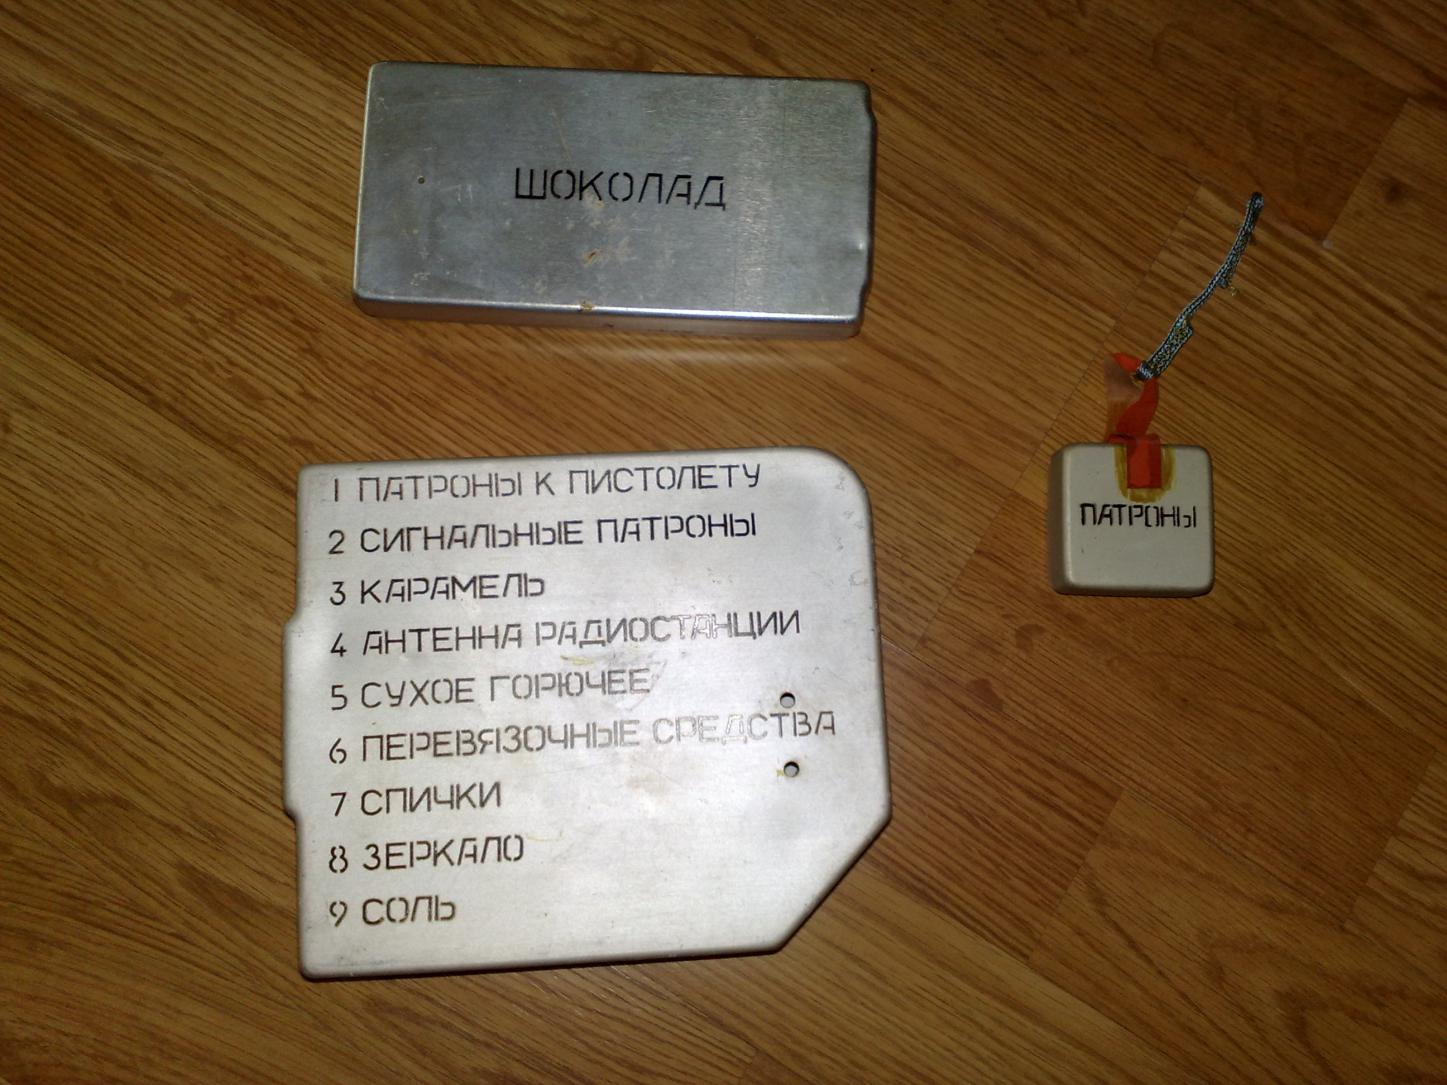 ШОКОЛАД
ПАТРОНЫ
1 ПАТРОНЫ К ПИСТОЛЕТУ
2 СИГНАЛЬНЫЕ ПАТРОНЫ
3 КАРАМЕЛЬ
4 АНТЕННА РАДИОСТАНЦИИ
5 СУХОЕ ГОРЮЧЕЕ
6 ПЕРЕВЯЗОЧНЫЕ СРЕДСТВА
7 СПИЧКИ
8 ЗЕРКАЛО
9 СОЛЬ